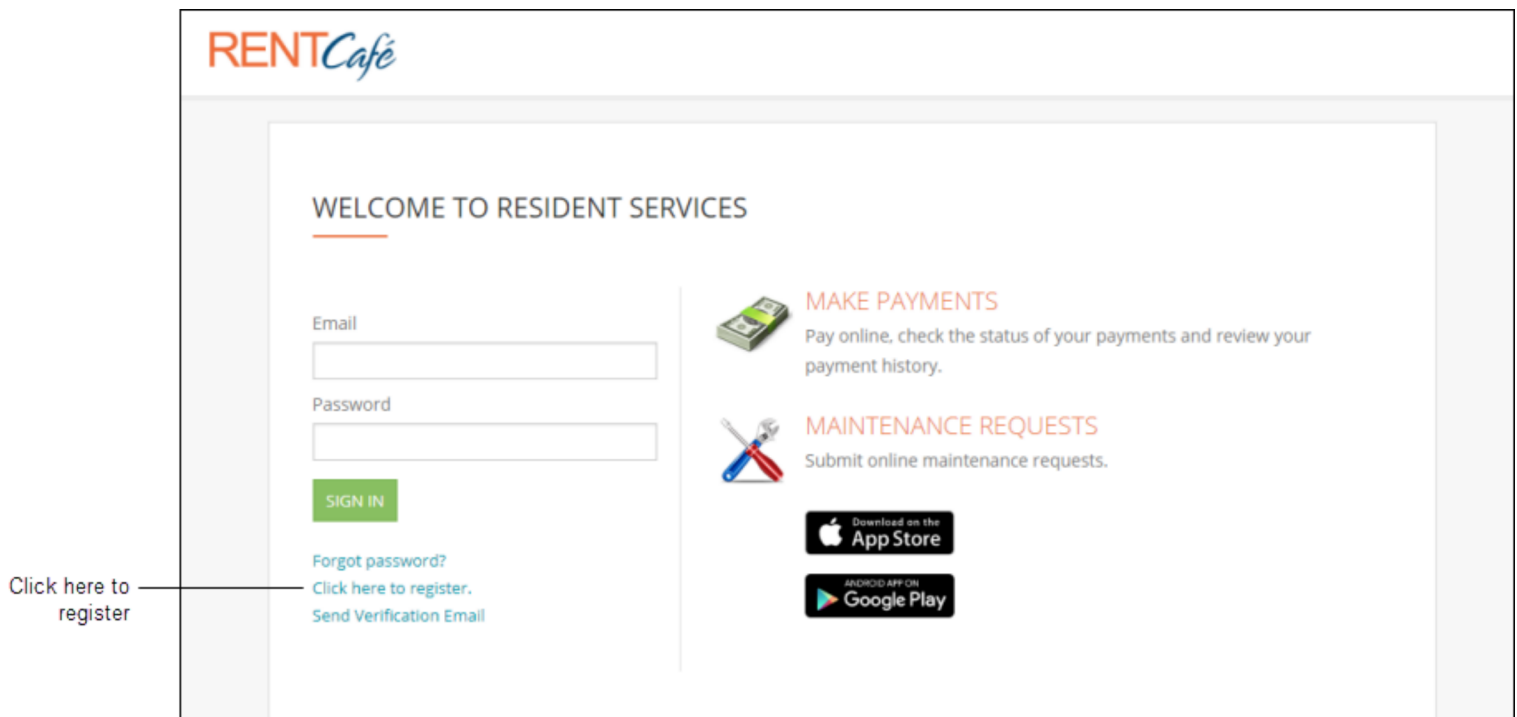 RENTCafé
WELCOME TO RESIDENT SERVICES
Email
Password
SIGN IN
Forgot password?
Click here to register.
Send Verification Email
Click here to
register
MAKE PAYMENTS
Pay online, check the status of your payments and review your
payment history.
MAINTENANCE REQUESTS
Submit online maintenance requests.
Download on the
App Store
ANDROID APP ON
Google Play